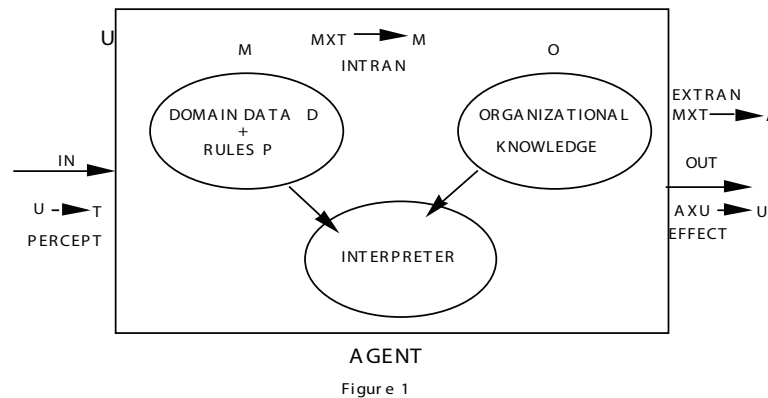 U
M
MXT M
INTRAN
O
DOMAIN DATA D
+
RULES P
ORGANIZATIONAL
KNOWLEDGE
EXTRAN
MXT
IN
U T
PERCEPT
OUT
AXU U
EFFECT
INTERPRETER
AGENT
Figure 1